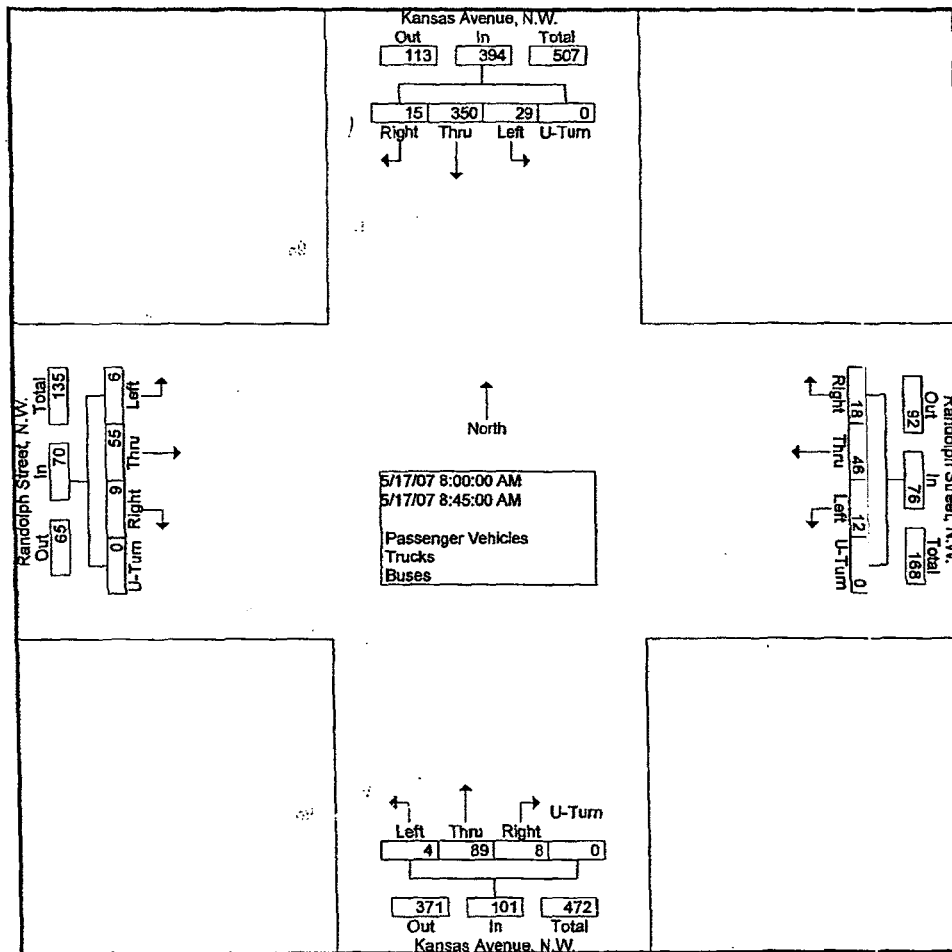 Kansas Avenue, N.W.
Out In Total
113 394 507
15 350 29 0
Right Thru Left U-Turn
Randolph Street, N.W.
Total In Out
135 70 65
6 55 9 0
Left Thru Right U-Turn
North
5/17/07 8:00:00 AM
5/17/07 8:45:00 AM
Passenger Vehicles
Trucks
Buses
Right Thru Left U-Turn
18 46 12 0
Out In Total
92 76 168
Randolph Street, N.W.
U-Turn
Left Thru Right
4 89 8 0
371 101 472
Out In Total
Kansas Avenue, N.W.